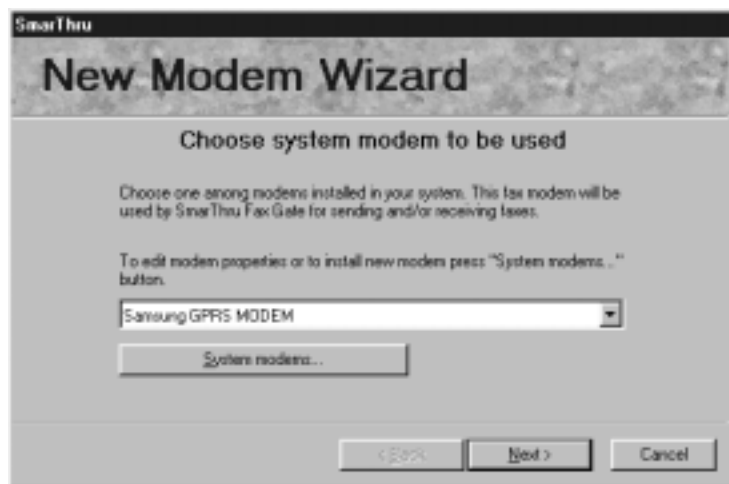 SmarThru
New Modem Wizard
Choose system modem to be used
Choose one among modems installed in your system. This fax modem will be
used by SmarThru Fax Gate for sending and/or receiving faxes.
To edit modem properties or to install new modem press "System modems..."
button.
Samsung GPRS MODEM
System modems...
< Back
Next >
Cancel